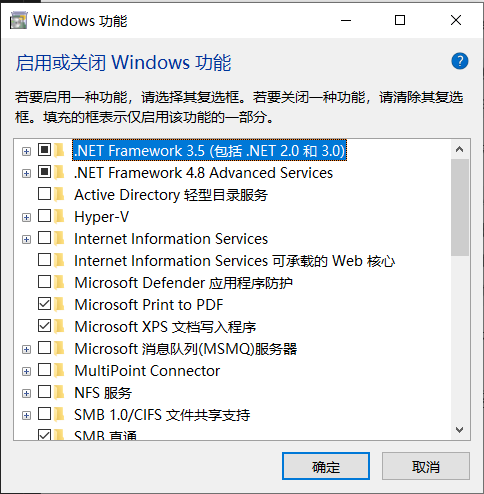 Windows 功能
启用或关闭 Windows 功能
?
若要启用一种功能，请选择其复选框。若要关闭一种功能，请清除其复选
框。填充的框表示仅启用该功能的一部分。
.NET Framework 3.5 (包括 .NET 2.0 和 3.0)
.NET Framework 4.8 Advanced Services
Active Directory 轻型目录服务
Hyper-V
Internet Information Services
Internet Information Services 可承载的 Web 核心
Microsoft Defender 应用程序防护
Microsoft Print to PDF
Microsoft XPS 文档写入程序
Microsoft 消息队列(MSMQ)服务器
MultiPoint Connector
NFS 服务
SMB 1.0/CIFS 文件共享支持
SMB 直通
确定
取消